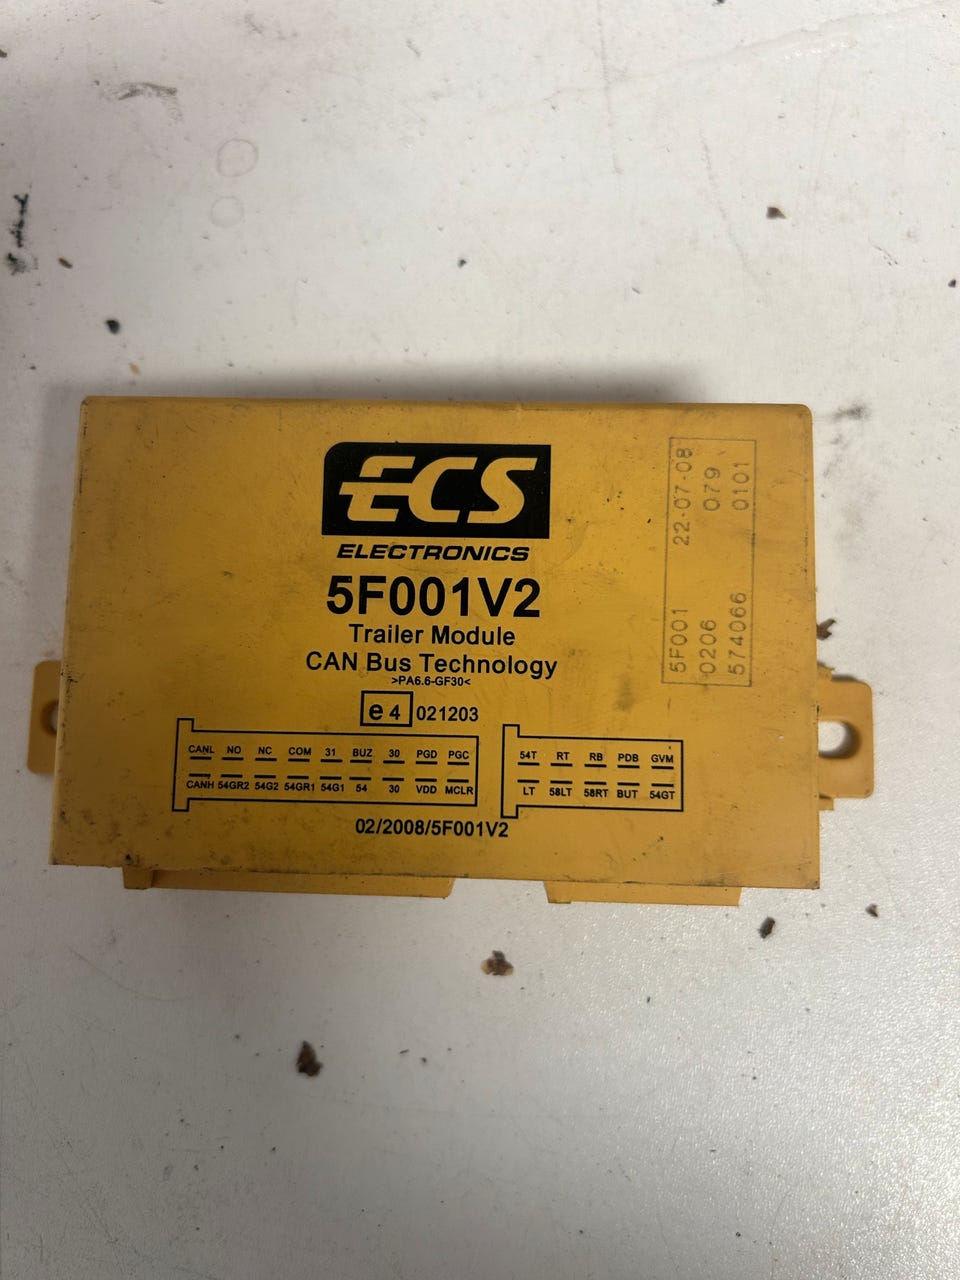 ECS
ELECTRONICS
5F001V2
Trailer Module
CAN Bus Technology
>PA6.6-GF30<
e4 021203
CANL NO NC COM 31 BUZ 30 PGD PGC
CANH 54GR2 54G2 54GR1 54G1 54 30 VDD MCLR
54T RT RB PDB GVM
LT 58LT 58RT BUT 54GT
02/2008/5F001V2
5F001 22-07-08
0206 079
574066 0101